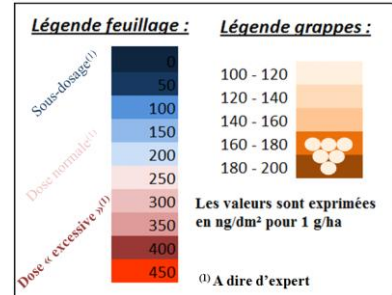 Légende feuillage :
Sous-dosage(1)
Dose normale(1)
Dose « excessive »(1)
0
50
100
150
200
250
300
350
400
450
Légende grappes :
100 - 120
120 - 140
140 - 160
160 - 180
180 - 200
Les valeurs sont exprimées
en ng/dm² pour 1 g/ha
(1) A dire d'expert